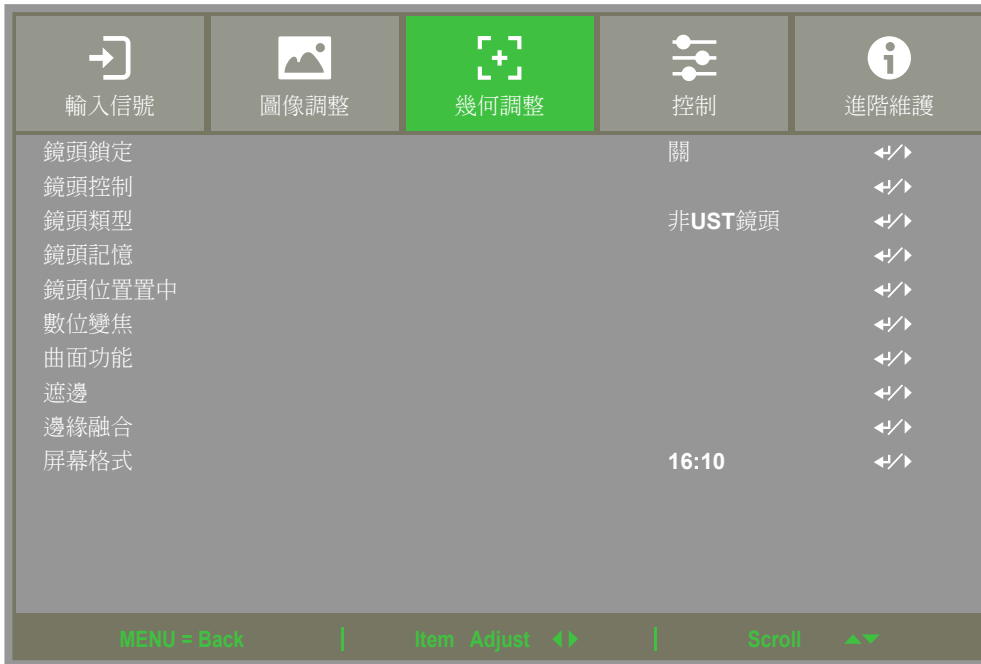 輸入信號 圖像調整 幾何調整 控制 進階維護
鏡頭鎖定 關
鏡頭控制
鏡頭類型 非UST鏡頭
鏡頭記憶
鏡頭位置置中
數位變焦
曲面功能
遮邊
邊緣融合
屏幕格式 16:10
MENU = Back | Item Adjust | Scroll